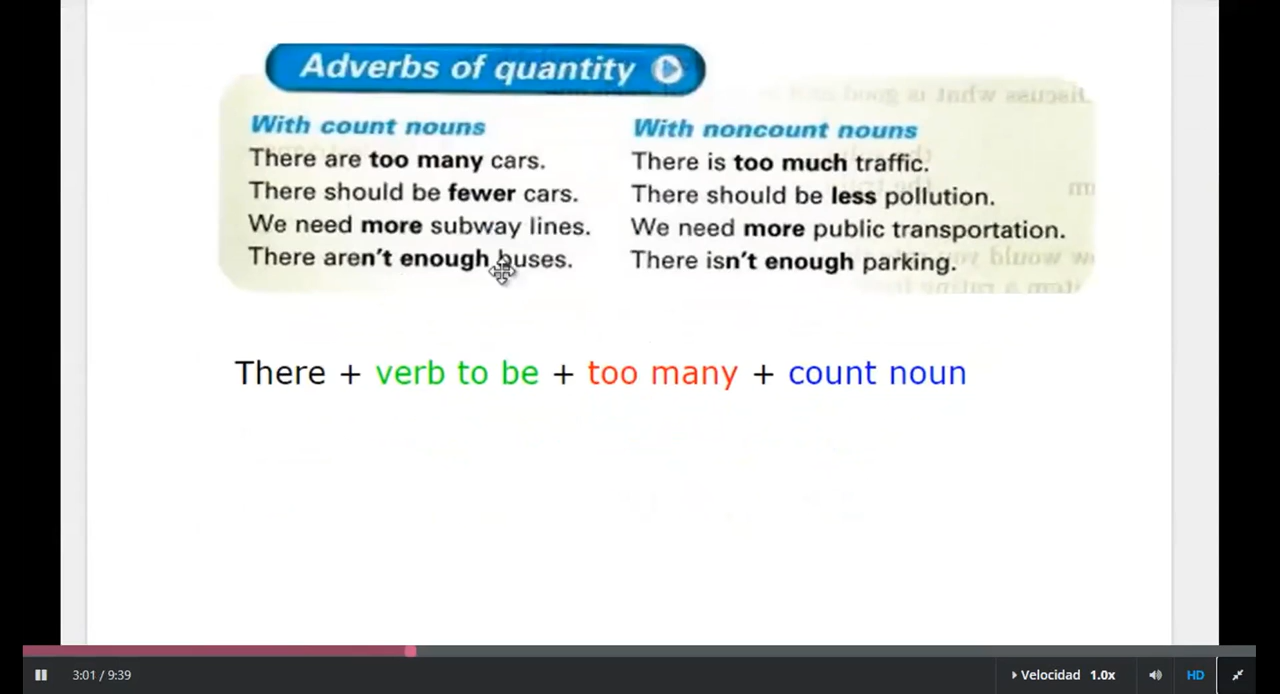 Adverbs of quantity
With count nouns
There are too many cars.
There should be fewer cars.
We need more subway lines.
There aren't enough buses.
With noncount nouns
There is too much traffic.
There should be less pollution.
We need more public transportation.
There isn't enough parking.
There + verb to be + too many + count noun
3:01 / 9:39
Velocidad 1.0x
HD